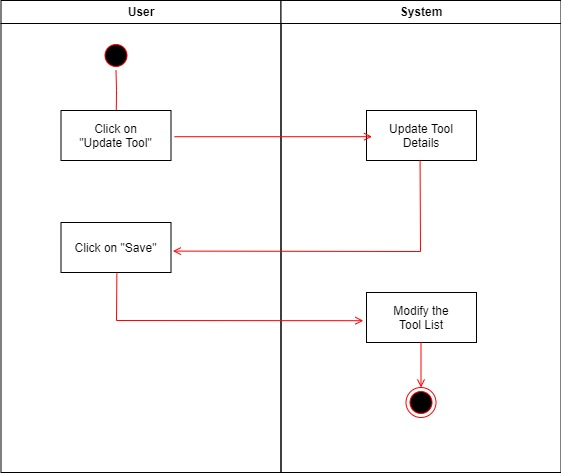 User
System
Click on
"Update Tool"
Update Tool
Details
Click on "Save"
Modify the
Tool List